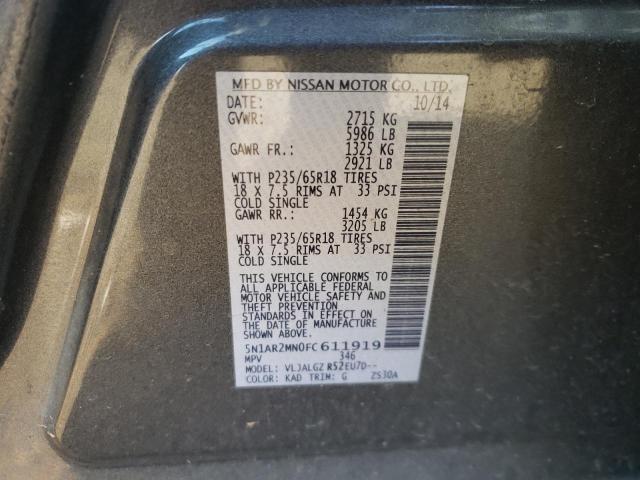 MFD BY NISSAN MOTOR CO., LTD.
DATE: 10/14
GVWR: 2715 KG
5986 LB
GAWR FR.: 1325 KG
2921 LB
WITH P235/65R18 TIRES
18 X 7.5 RIMS AT 33 PSI
COLD SINGLE
GAWR RR.: 1454 KG
3205 LB
WITH P235/65R18 TIRES
18 X 7.5 RIMS AT 33 PSI
COLD SINGLE
THIS VEHICLE CONFORMS TO
ALL APPLICABLE FEDERAL
MOTOR VEHICLE SAFETY AND
THEFT PREVENTION
STANDARDS IN EFFECT ON
THE DATE OF MANUFACTURE
SHOWN ABOVE.
5N1AR2MN0FC611919
MPV 346
MODEL: VLJALGZ R52EU7D--
COLOR: KAD TRIM: G ZS30A